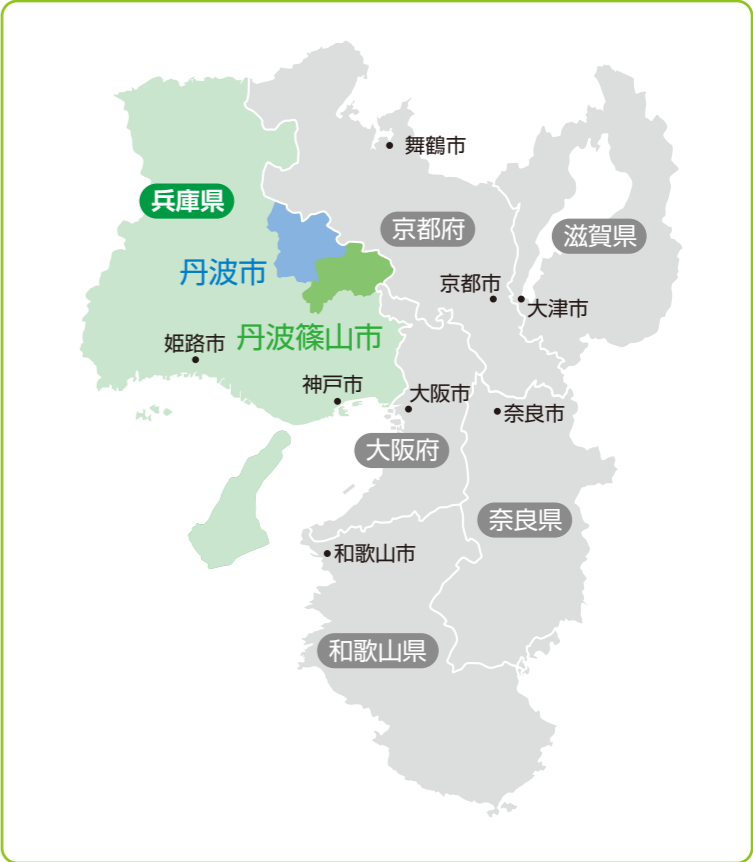 舞鶴市
兵庫県
京都府
滋賀県
丹波市
京都市
大津市
丹波篠山市
姫路市
神戸市
大阪市
奈良市
大阪府
奈良県
和歌山市
和歌山県